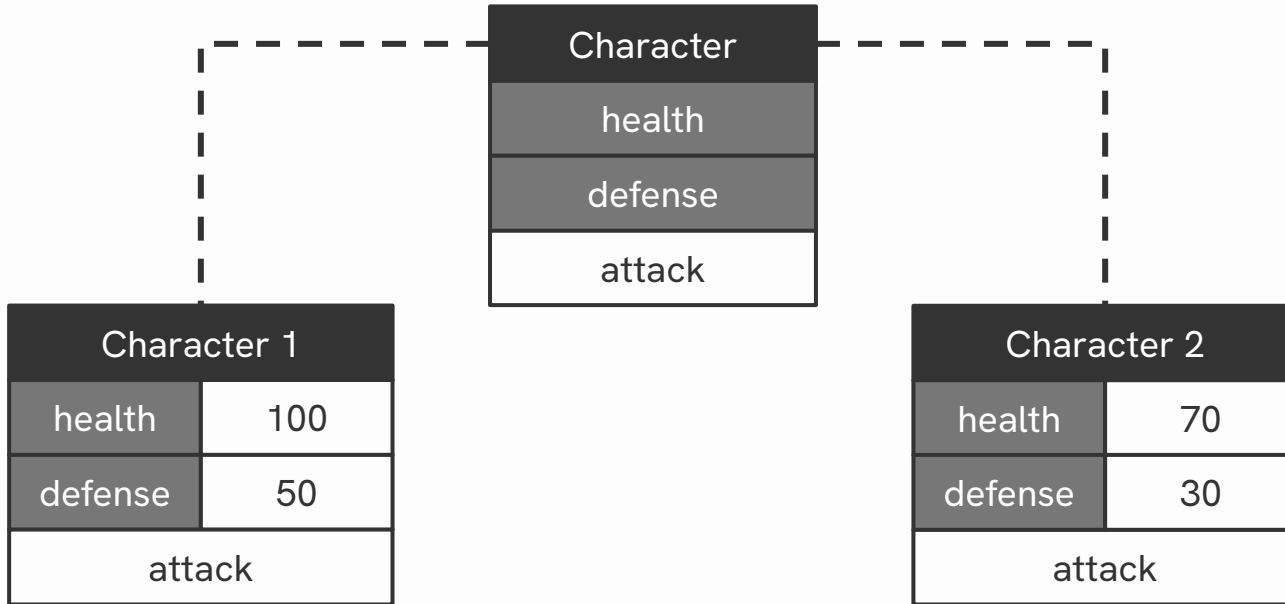 Character
health
defense
attack
Character 1
health 100
defense 50
attack
Character 2
health 70
defense 30
attack